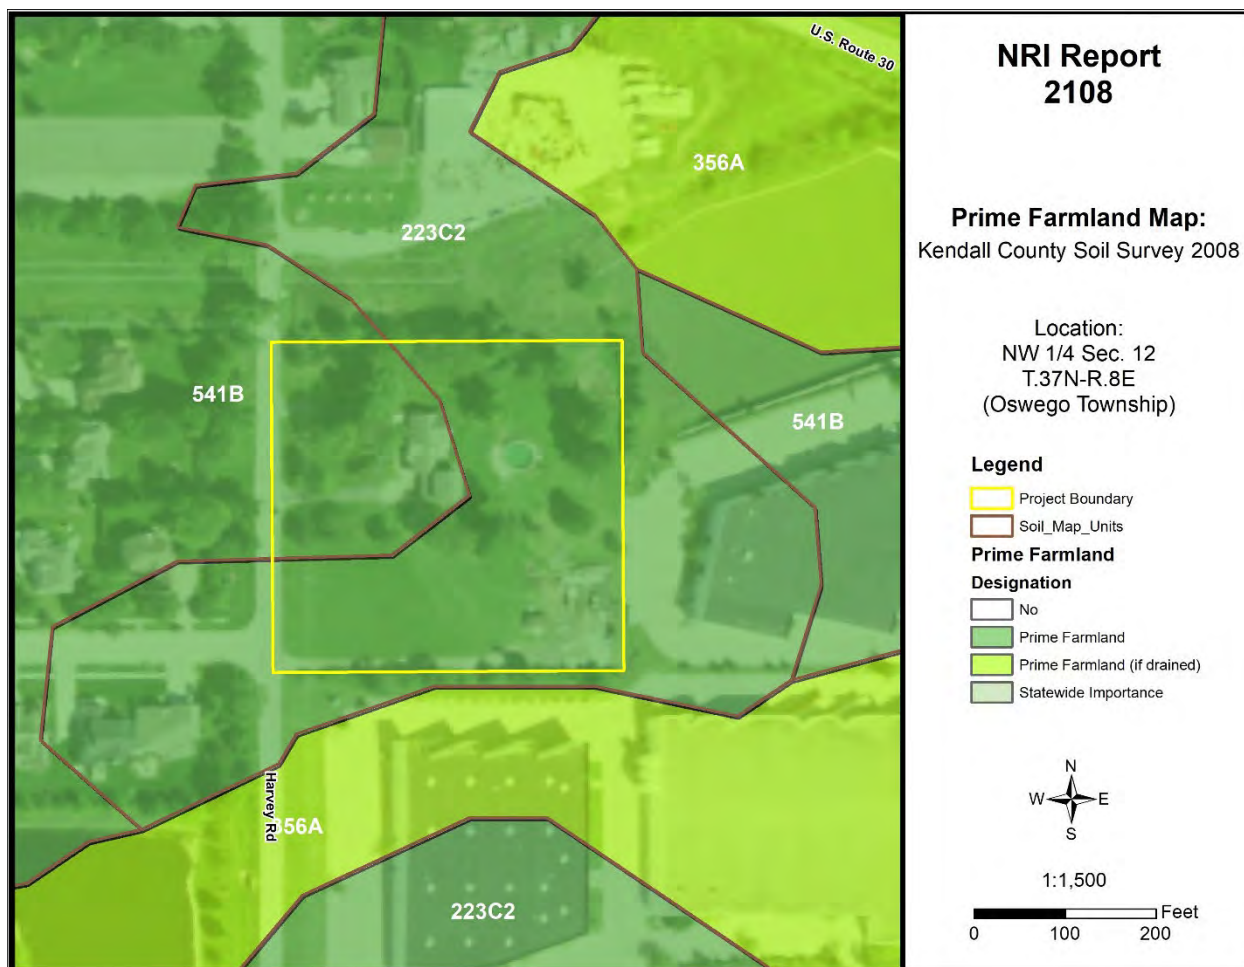 U.S. Route 30
356A
223C2
541B
541B
Harvey Rd
356A
223C2
NRI Report
2108
Prime Farmland Map:
Kendall County Soil Survey 2008
Location:
NW 1/4 Sec. 12
T.37N-R.8E
(Oswego Township)
Legend
Project Boundary
Soil_Map_Units
Prime Farmland
Designation
No
Prime Farmland
Prime Farmland (if drained)
Statewide Importance
N
W E
S
1:1,500
Feet
0 100 200